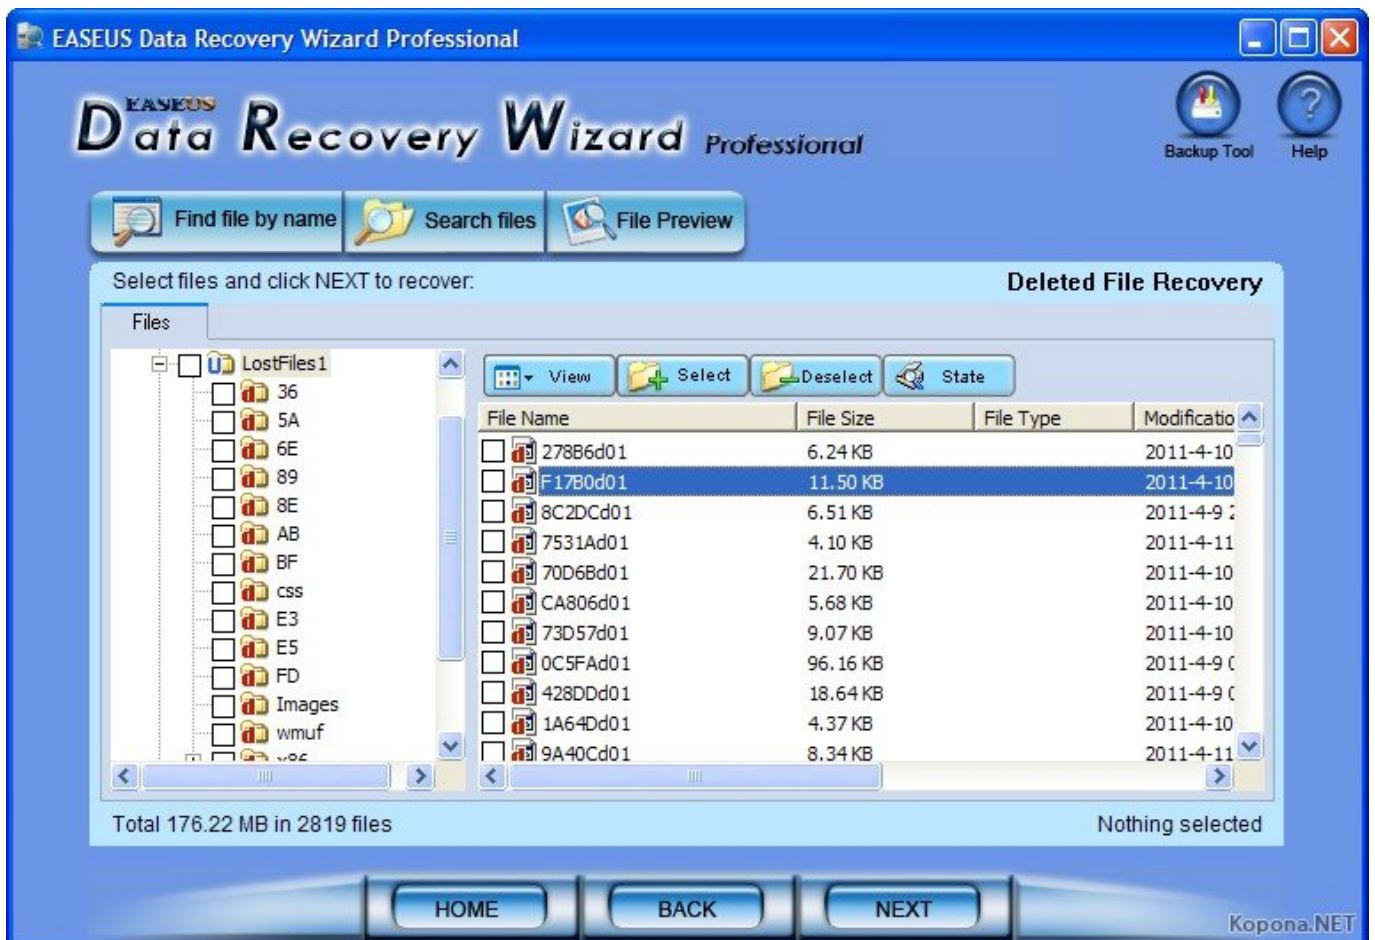 EASEUS Data Recovery Wizard Professional
EASEUS
Data Recovery Wizard Professional
Backup Tool
Help
Find file by name
Search files
File Preview
Select files and click NEXT to recover:
Deleted File Recovery
Files
LostFiles1
36
5A
6E
89
8E
AB
BF
css
E3
E5
FD
Images
wmuf
x86
View
Select
Deselect
State
File Name File Size File Type Modificatio
278B6d01 6.24 KB 2011-4-10
F17B0d01 11.50 KB 2011-4-10
8C2DCd01 6.51 KB 2011-4-9 2
7531Ad01 4.10 KB 2011-4-11
70D6Bd01 21.70 KB 2011-4-10
CA806d01 5.68 KB 2011-4-10
73D57d01 9.07 KB 2011-4-10
0C5FAd01 96.16 KB 2011-4-9 0
428DDd01 18.64 KB 2011-4-9 0
1A64Dd01 4.37 KB 2011-4-10
9A40Cd01 8.34 KB 2011-4-11
Total 176.22 MB in 2819 files
Nothing selected
HOME
BACK
NEXT
Kopona.NET